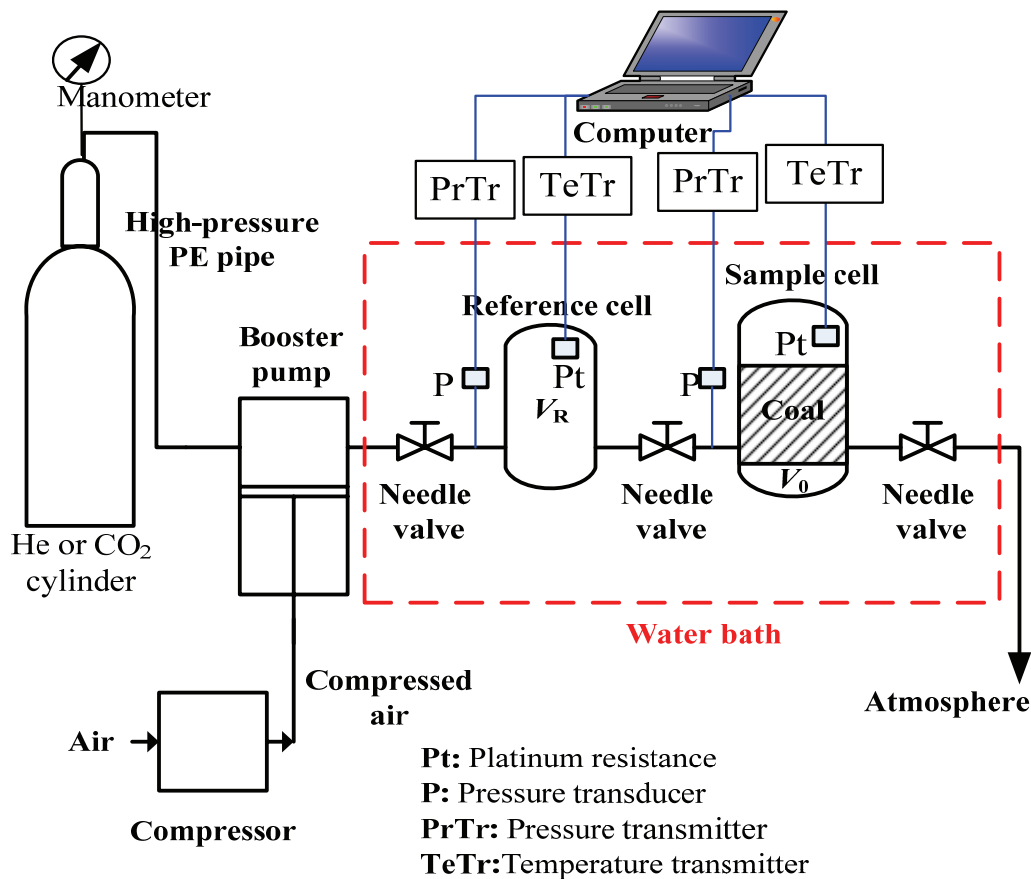 Manometer
Computer
PrTr
TeTr
PrTr
TeTr
High-pressure
PE pipe
Sample cell
Reference cell
Booster
pump
Pt
Pt
P
P
V_R
Coal
V_0
Needle
valve
Needle
valve
Needle
valve
He or CO₂
cylinder
Water bath
Compressed
air
Atmosphere
Air
Compressor
Pt: Platinum resistance
P: Pressure transducer
PrTr: Pressure transmitter
TeTr:Temperature transmitter